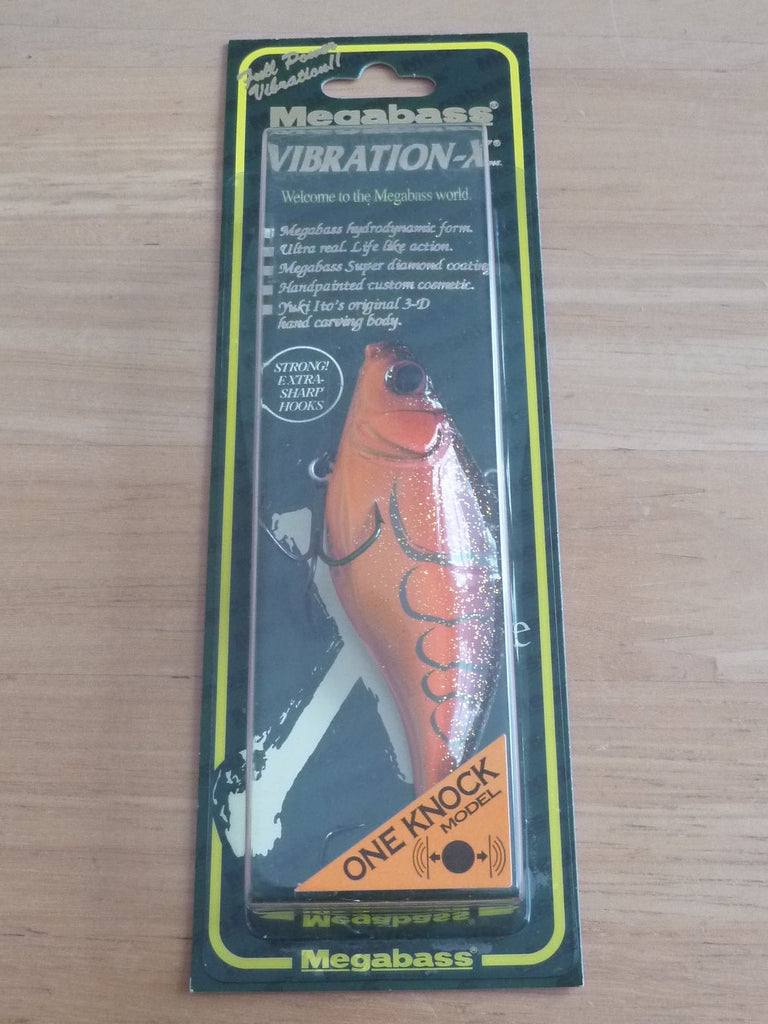 Full Power
Vibration!!
Megabass®
VIBRATION-X
Welcome to the Megabass world.
Megabass hydrodynamic form.
Ultra real. Life like action.
Megabass Super diamond coating
Handpainted custom cosmetic.
Yuki Ito's original 3-D
hand carving body.
STRONG!
EXTRA-
SHARP
HOOKS
e
ONE KNOCK
MODEL
Megabass
Megabass®